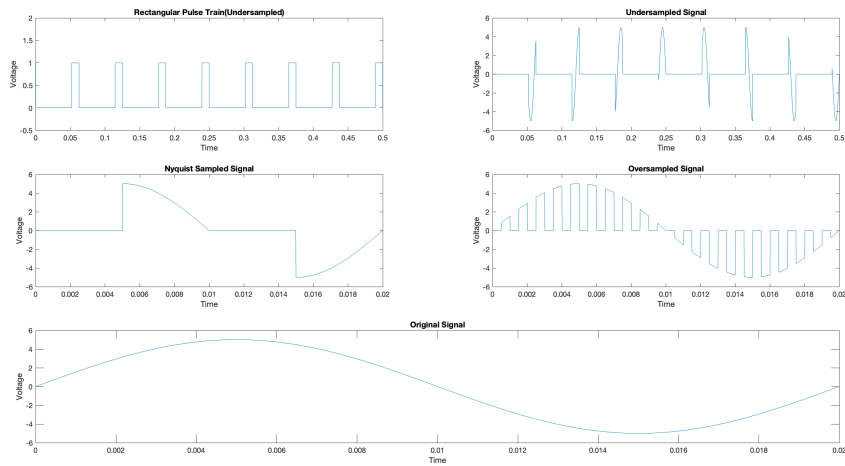 Rectangular Pulse Train(Undersampled)
2
1.5
1
0.5
0
-0.5
Voltage
0 0.05 0.1 0.15 0.2 0.25 0.3 0.35 0.4 0.45 0.5
Time
Undersampled Signal
6
4
2
0
-2
-4
-6
Voltage
0 0.05 0.1 0.15 0.2 0.25 0.3 0.35 0.4 0.45 0.5
Time
Nyquist Sampled Signal
6
4
2
0
-2
-4
-6
Voltage
0 0.002 0.004 0.006 0.008 0.01 0.012 0.014 0.016 0.018 0.02
Time
Oversampled Signal
6
4
2
0
-2
-4
-6
Voltage
0 0.002 0.004 0.006 0.008 0.01 0.012 0.014 0.016 0.018 0.02
Time
Original Signal
6
4
2
0
-2
-4
-6
Voltage
0 0.002 0.004 0.006 0.008 0.01 0.012 0.014 0.016 0.018 0.02
Time